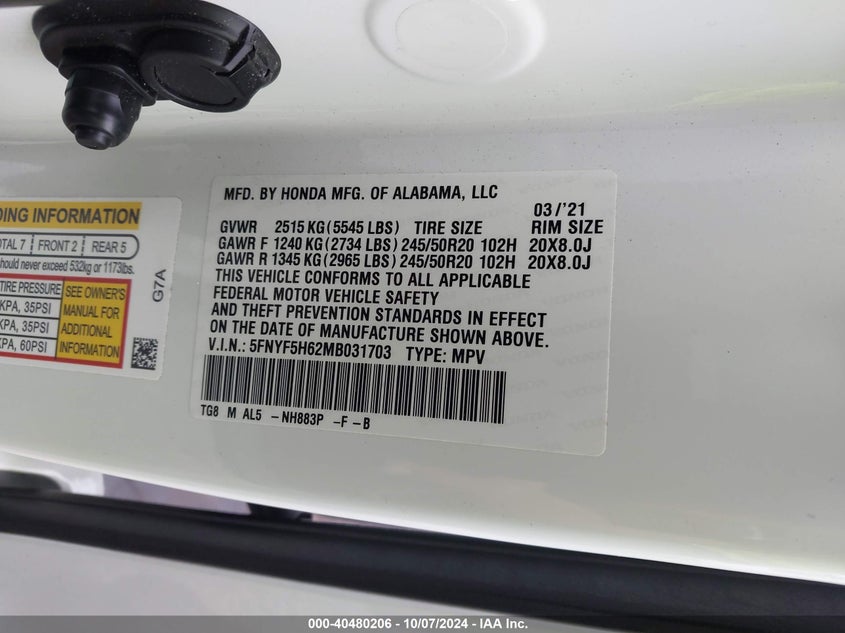 DING INFORMATION
TOTAL 7 FRONT 2 REAR 5
should never exceed 532kg or 1173lbs.
TIRE PRESSURE
KPA, 35PSI
KPA, 35PSI
KPA, 60PSI
SEE OWNER'S
MANUAL FOR
ADDITIONAL
INFORMATION
G7A
MFD. BY HONDA MFG. OF ALABAMA, LLC
03/'21
GVWR 2515 KG(5545 LBS) TIRE SIZE RIM SIZE
GAWR F 1240 KG(2734 LBS) 245/50R20 102H 20X8.0J
GAWR R 1345 KG(2965 LBS) 245/50R20 102H 20X8.0J
THIS VEHICLE CONFORMS TO ALL APPLICABLE
FEDERAL MOTOR VEHICLE SAFETY
AND THEFT PREVENTION STANDARDS IN EFFECT
ON THE DATE OF MANUFACTURE SHOWN ABOVE.
V.I.N.: 5FNYF5H62MB031703 TYPE: MPV
TG8 M AL5 -NH883P -F -B
000-40480206 - 10/07/2024 - IAA Inc.